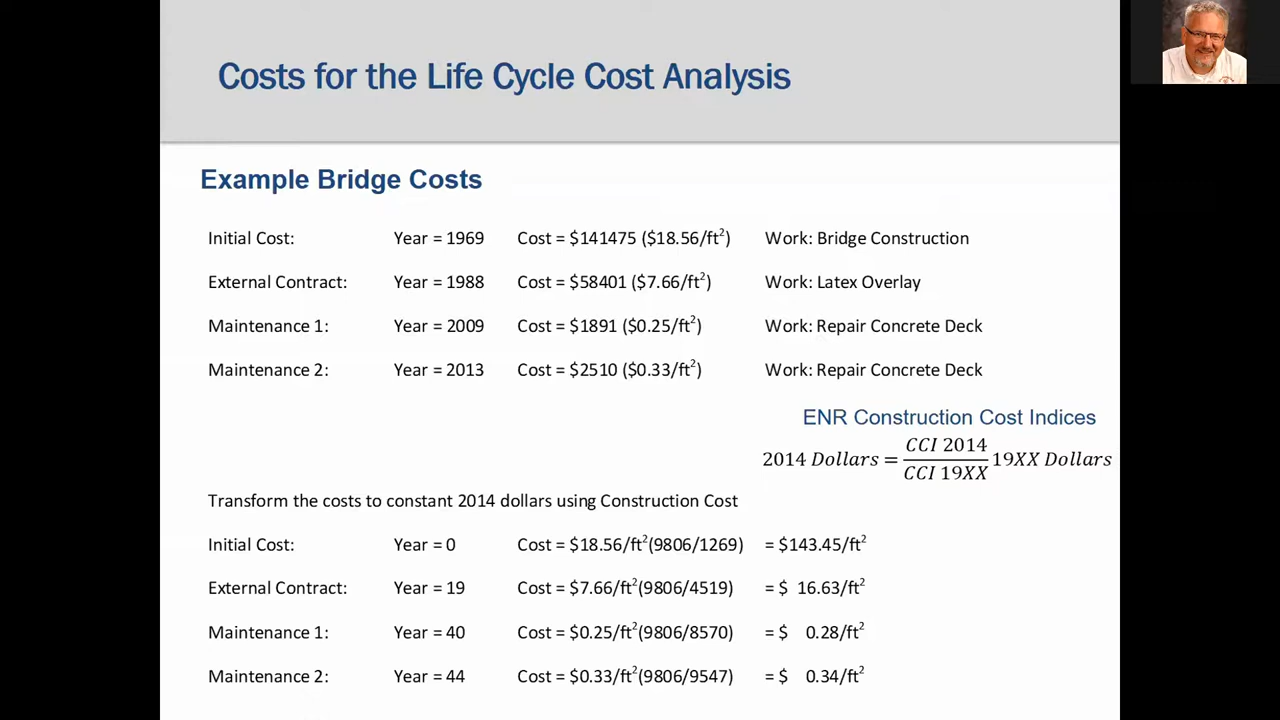 Costs for the Life Cycle Cost Analysis
Example Bridge Costs
Initial Cost: Year = 1969 Cost = $141475 ($18.56/ft²) Work: Bridge Construction
External Contract: Year = 1988 Cost = $58401 ($7.66/ft²) Work: Latex Overlay
Maintenance 1: Year = 2009 Cost = $1891 ($0.25/ft²) Work: Repair Concrete Deck
Maintenance 2: Year = 2013 Cost = $2510 ($0.33/ft²) Work: Repair Concrete Deck
ENR Construction Cost Indices
2014 Dollars = CCI 2014 / CCI 19XX 19XX Dollars
Transform the costs to constant 2014 dollars using Construction Cost
Initial Cost: Year = 0 Cost = $18.56/ft²(9806/1269) = $143.45/ft²
External Contract: Year = 19 Cost = $7.66/ft²(9806/4519) = $ 16.63/ft²
Maintenance 1: Year = 40 Cost = $0.25/ft²(9806/8570) = $ 0.28/ft²
Maintenance 2: Year = 44 Cost = $0.33/ft²(9806/9547) = $ 0.34/ft²